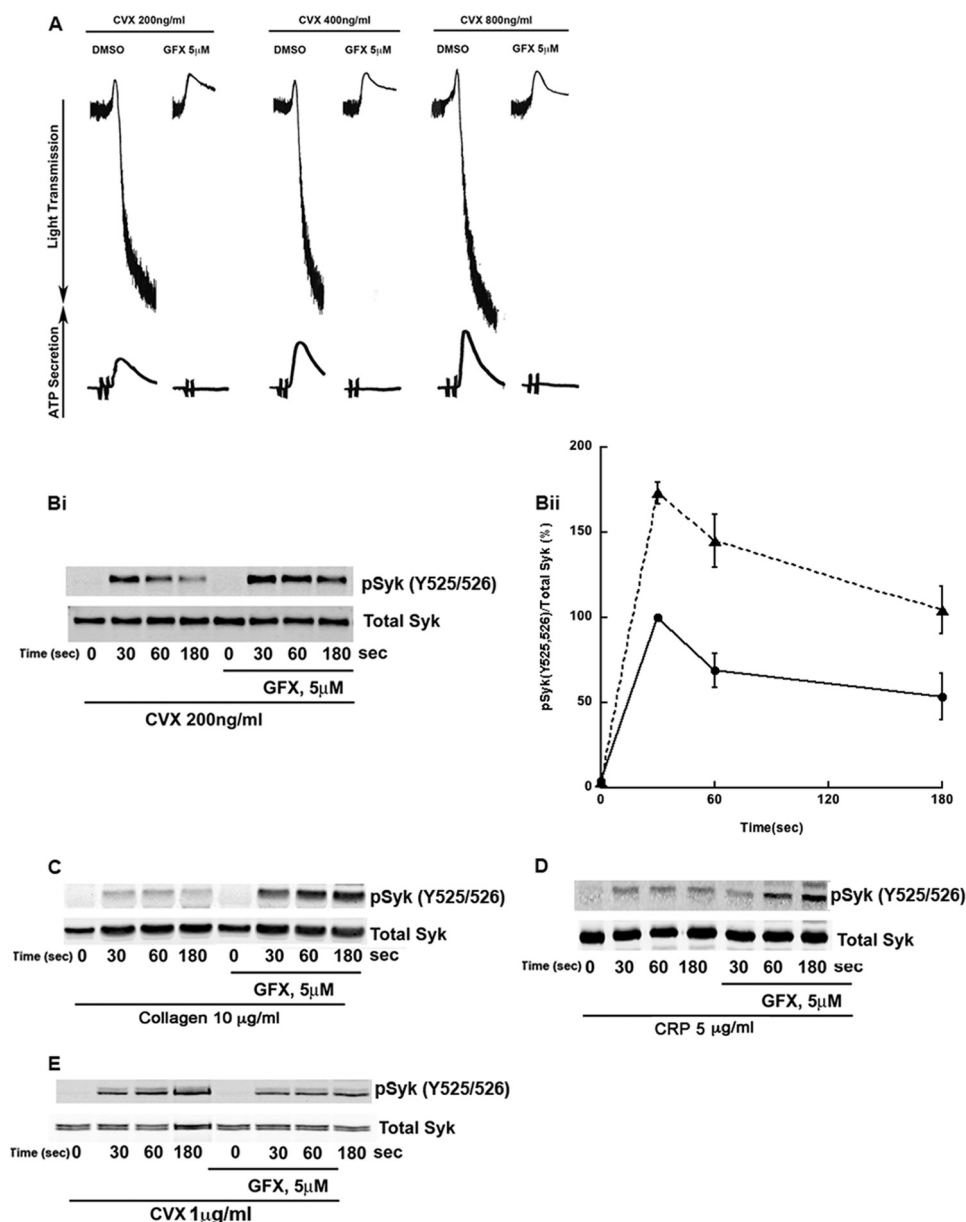 A
CVX 200ng/ml CVX 400ng/ml CVX 800ng/ml
DMSO GFX 5μM DMSO GFX 5μM DMSO GFX 5μM
Light Transmission
ATP Secretion
Bi
pSyk (Y525/526)
Total Syk
Time (sec) 0 30 60 180 0 30 60 180 sec
GFX, 5μM
CVX 200ng/ml
Bii
pSyk(Y525,526)/Total Syk (%)
200
150
100
50
0
0 60 120 180
Time(sec)
C
pSyk (Y525/526)
Total Syk
Time (sec) 0 30 60 180 0 30 60 180 sec
GFX, 5μM
Collagen 10 μg/ml
D
pSyk (Y525/526)
Total Syk
Time (sec) 0 30 60 180 30 60 180 sec
GFX, 5μM
CRP 5 μg/ml
E
pSyk (Y525/526)
Total Syk
Time (sec) 0 30 60 180 0 30 60 180 sec
GFX, 5μM
CVX 1μg/ml